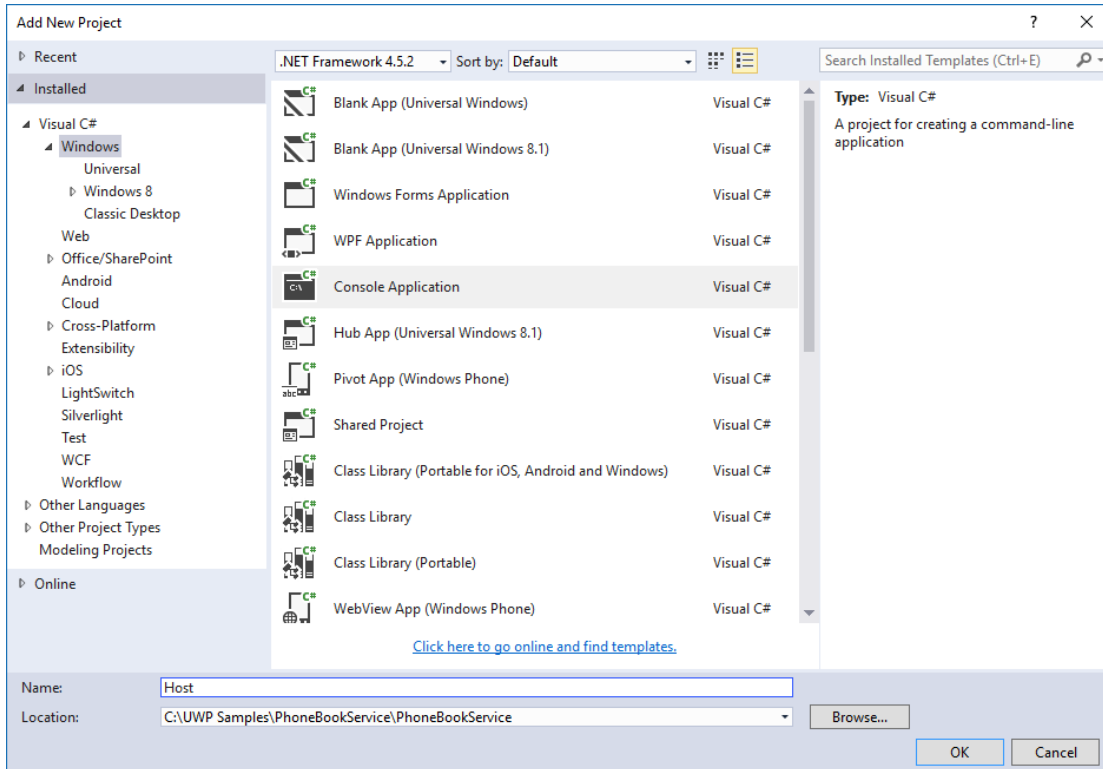 Add New Project
?
Recent
.NET Framework 4.5.2
Sort by: Default
Search Installed Templates (Ctrl+E)
Installed
Visual C#
Windows
Universal
Windows 8
Classic Desktop
Web
Office/SharePoint
Android
Cloud
Cross-Platform
Extensibility
iOS
LightSwitch
Silverlight
Test
WCF
Workflow
Other Languages
Other Project Types
Modeling Projects
Online
C# Blank App (Universal Windows) Visual C#
C# Blank App (Universal Windows 8.1) Visual C#
C# Windows Forms Application Visual C#
C# WPF Application Visual C#
C# C:\ Console Application Visual C#
C# Hub App (Universal Windows 8.1) Visual C#
C# abc Pivot App (Windows Phone) Visual C#
C# Shared Project Visual C#
C# Class Library (Portable for iOS, Android and Windows) Visual C#
C# Class Library Visual C#
C# Class Library (Portable) Visual C#
C# WebView App (Windows Phone) Visual C#
Click here to go online and find templates.
Type: Visual C#
A project for creating a command-line
application
Name: Host
Location: C:\UWP Samples\PhoneBookService\PhoneBookService
Browse...
OK
Cancel